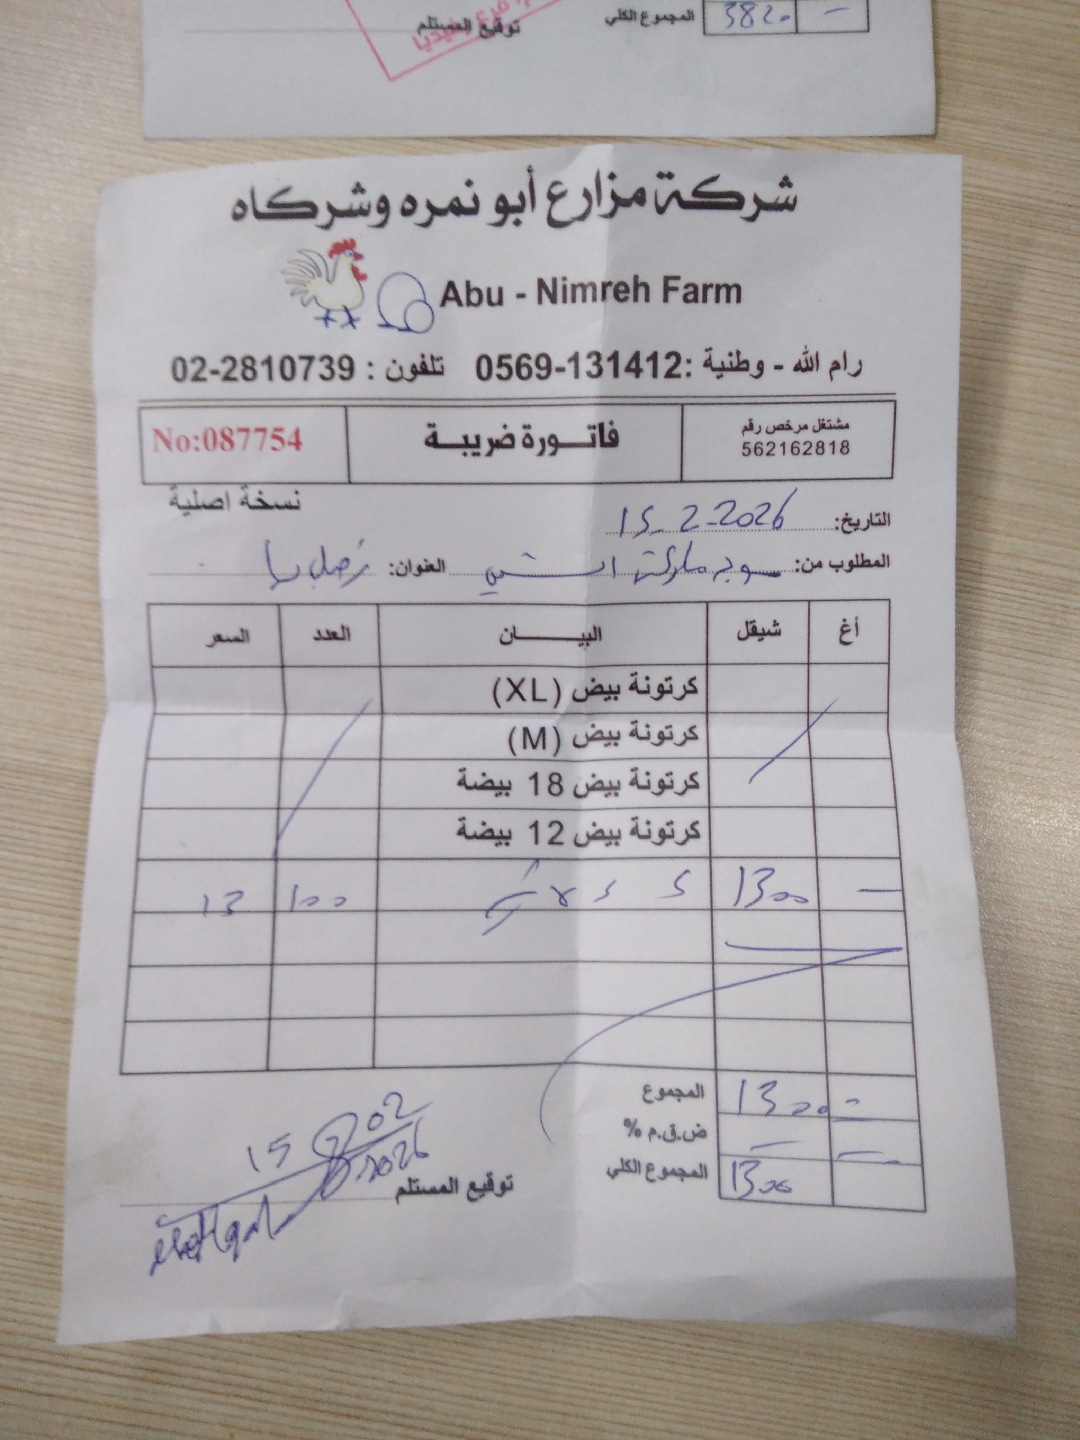 المجموع الكلي 3820 -
توقيع المستلم
شركة مزارع أبو نمره وشركاه
Abu - Nimreh Farm
رام الله - وطنية :0569-131412 تلفون : 02-2810739
مشتغل مرخص رقم
562162818
فاتورة ضريبة
No:087754
نسخة اصلية
التاريخ: 15-2-2026
المطلوب من: سوبر ماركت العنوان:
أغ شيقل البيـــــان العدد السعر
كرتونة بيض (XL)
كرتونة بيض (M)
كرتونة بيض 18 بيضة
كرتونة بيض 12 بيضة
- 1300 100 13
المجموع 1300 -
ض.ق.م % - -
المجموع الكلي 1300
توقيع المستلم
15 02 2026